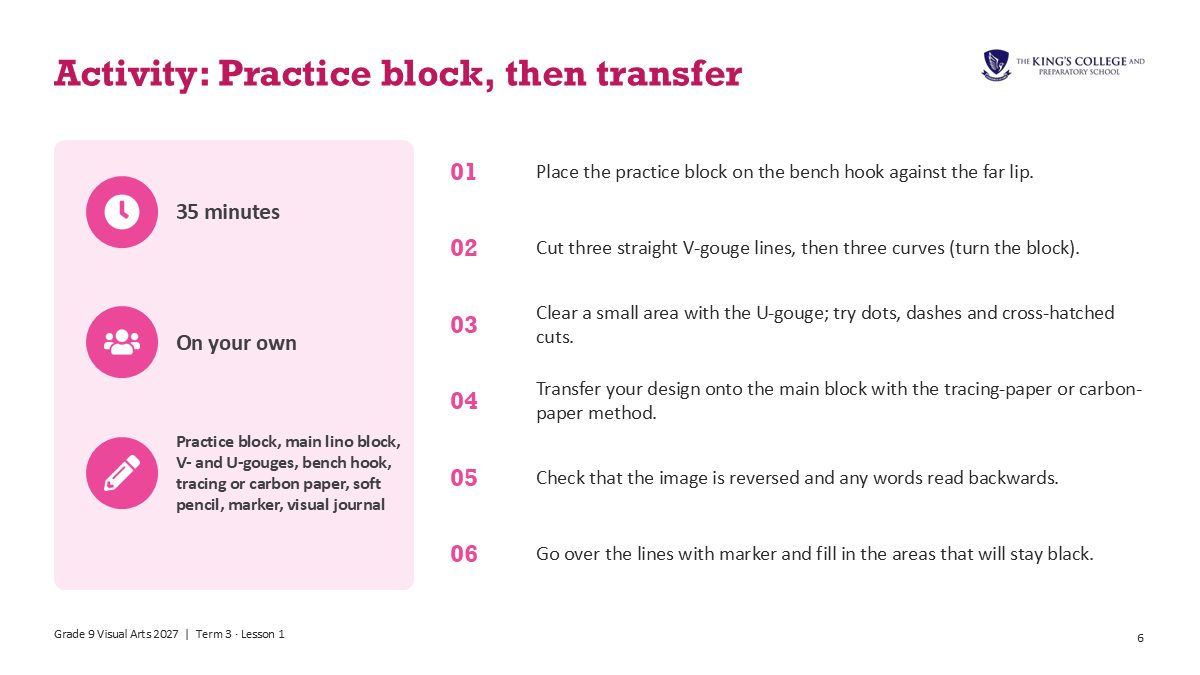 Activity: Practice block, then transfer
THE KING'S COLLEGE AND
PREPARATORY SCHOOL
35 minutes
On your own
Practice block, main lino block,
V- and U-gouges, bench hook,
tracing or carbon paper, soft
pencil, marker, visual journal
01
Place the practice block on the bench hook against the far lip.
02
Cut three straight V-gouge lines, then three curves (turn the block).
03
Clear a small area with the U-gouge; try dots, dashes and cross-hatched
cuts.
04
Transfer your design onto the main block with the tracing-paper or carbon-
paper method.
05
Check that the image is reversed and any words read backwards.
06
Go over the lines with marker and fill in the areas that will stay black.
Grade 9 Visual Arts 2027 | Term 3 · Lesson 1
6